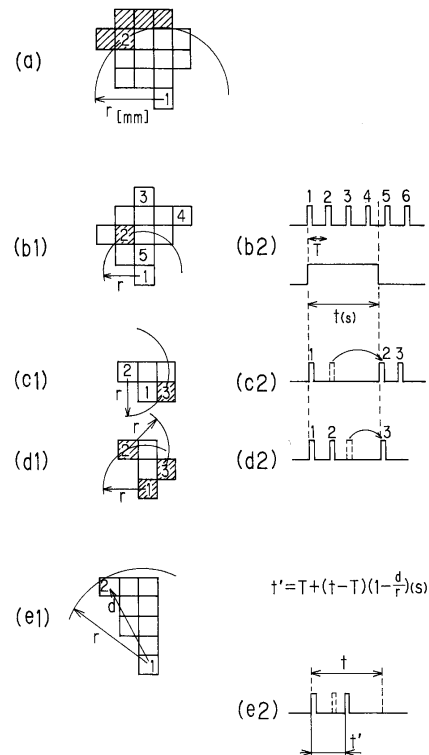 (a)
2
1
r [mm]
(b1)
3
4
2
5
1
r
(b2)
1 2 3 4 5 6
T
t(s)
(c1)
2
1 3
r
(c2)
1 2 3
(d1)
r
2
3
1
r
(d2)
1 2 3
(e1)
2
d
r
1
t'=T+(t-T)(1-d/r)(s)
(e2)
t
t'